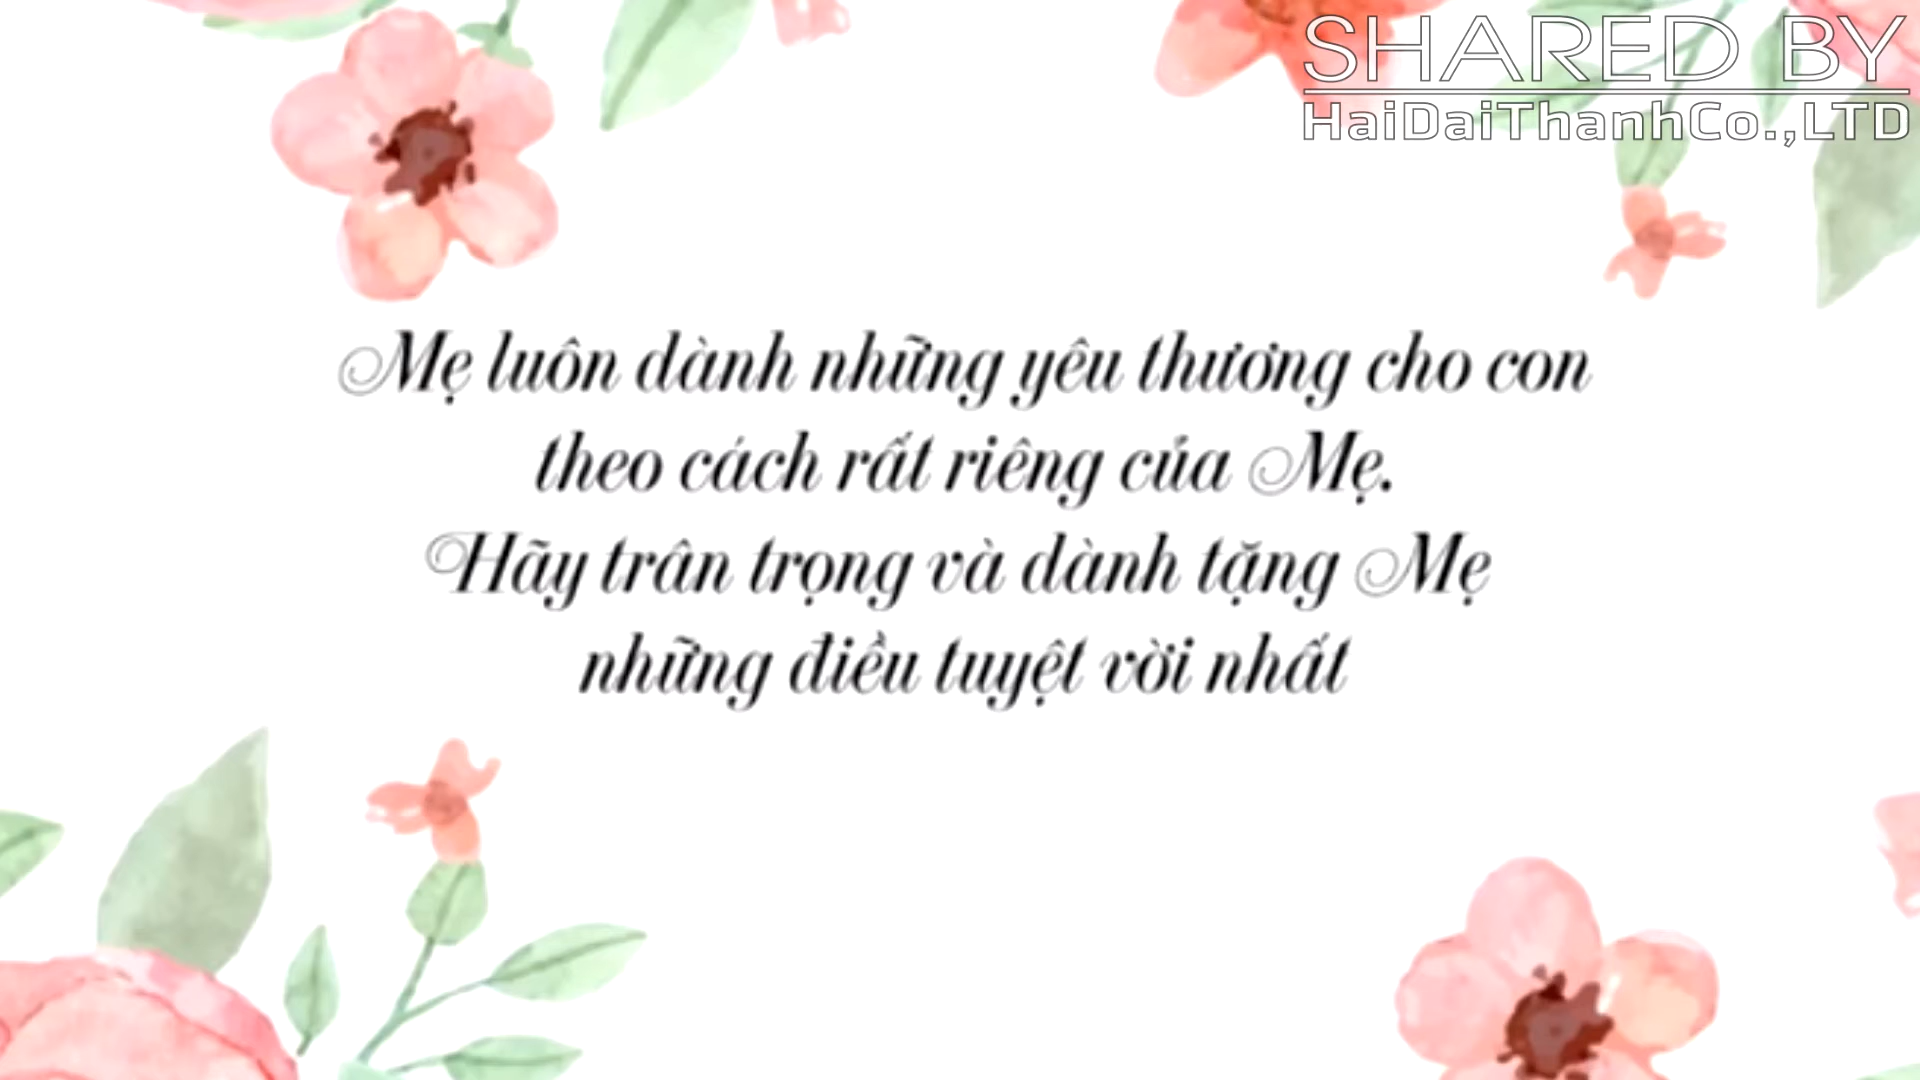 SHARED BY
HaiDaiThanhCo.,LTD
Mẹ luôn dành những yêu thương cho con
theo cách rất riêng của Mẹ.
Hãy trân trọng và dành tặng Mẹ
những điều tuyệt vời nhất